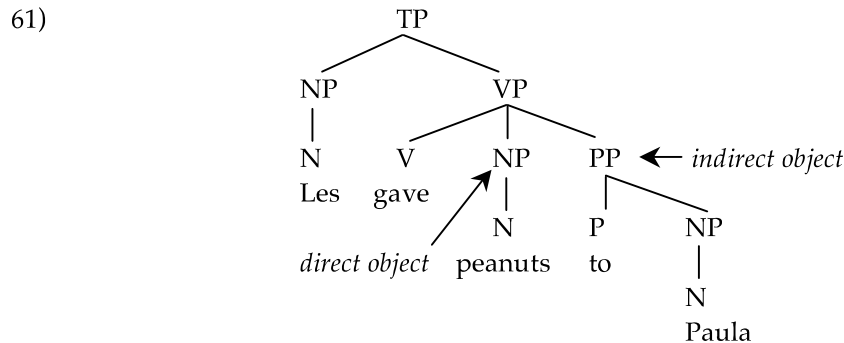 61) TP
NP VP
N V NP PP indirect object
Les gave
N P NP
direct object peanuts to
N
Paula